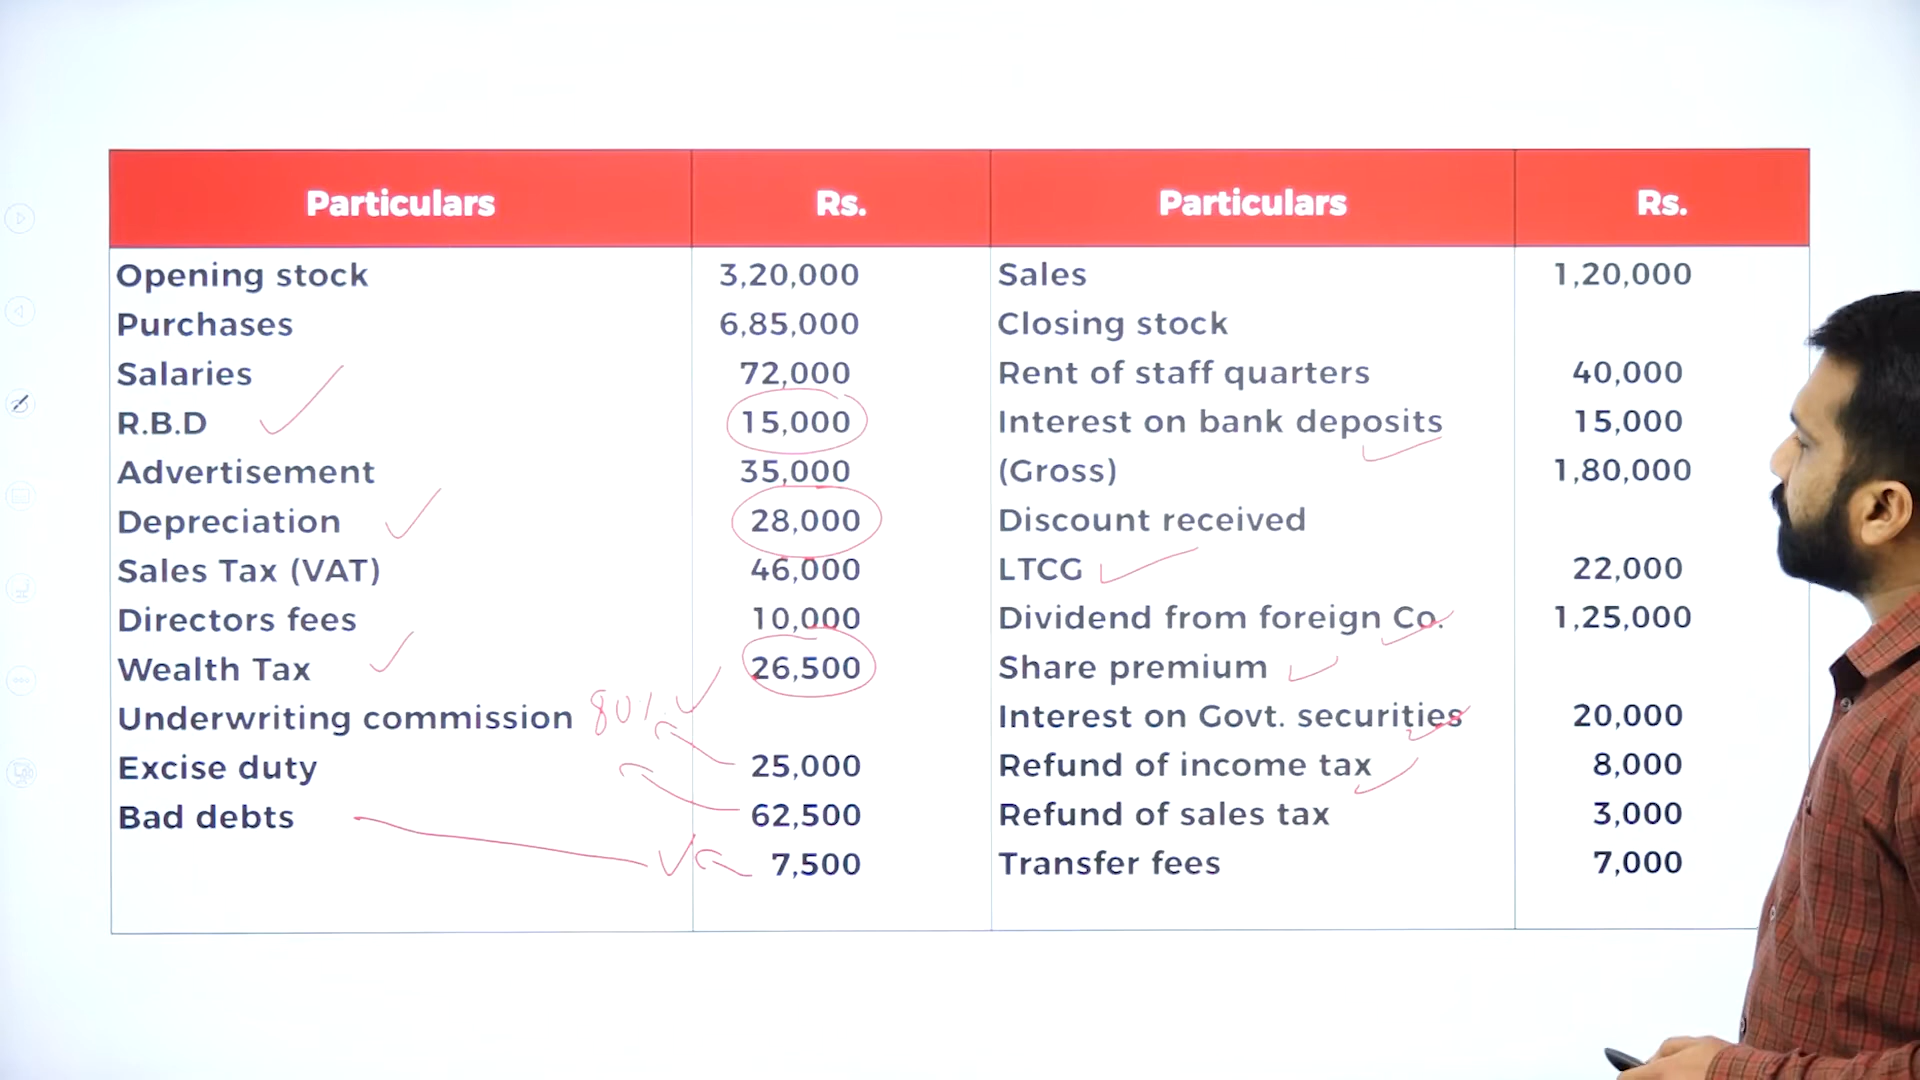 Particulars Rs. Particulars Rs.
Opening stock 3,20,000 Sales 1,20,000
Purchases 6,85,000 Closing stock
Salaries 72,000 Rent of staff quarters 40,000
R.B.D 15,000 Interest on bank deposits 15,000
Advertisement 35,000 (Gross) 1,80,000
Depreciation 28,000 Discount received
Sales Tax (VAT) 46,000 LTCG 22,000
Directors fees 10,000 Dividend from foreign Co. 1,25,000
Wealth Tax 26,500 Share premium
Underwriting commission 80% Interest on Govt. securities 20,000
Excise duty 25,000 Refund of income tax 8,000
Bad debts 62,500 Refund of sales tax 3,000
7,500 Transfer fees 7,000